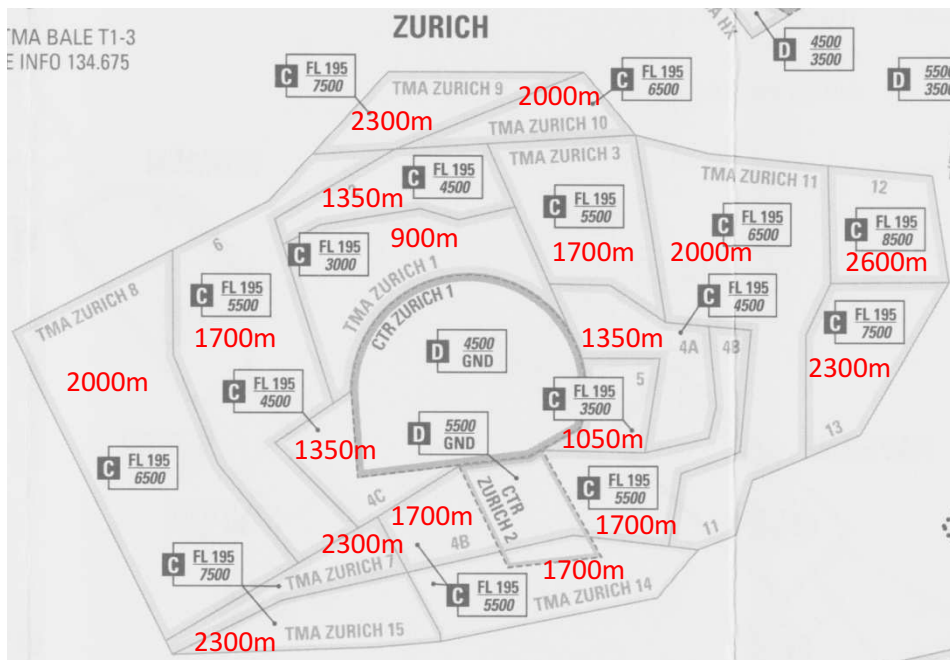 ZURICH
TMA BALE T1-3
E INFO 134.675
MA HX
D 4500
3500
D 5500
3500
C FL 195
7500
TMA ZURICH 9
2300m
2000m
C FL 195
6500
TMA ZURICH 10
TMA ZURICH 3
C FL 195
4500
1350m
C FL 195
5500
1700m
TMA ZURICH 11
C FL 195
6500
2000m
12
C FL 195
8500
2600m
6
900m
C FL 195
3000
TMA ZURICH 1
CTR ZURICH 1
TMA ZURICH 8
C FL 195
5500
1700m
C FL 195
4500
1350m
4A
4B
C FL 195
7500
2300m
D 4500
GND
2000m
C FL 195
4500
1350m
5
C FL 195
3500
1050m
D 5500
GND
13
C FL 195
6500
4C
CTR
ZURICH 2
C FL 195
5500
1700m
11
1700m
2300m
4B
C FL 195
7500
TMA ZURICH 7
1700m
C FL 195
5500
TMA ZURICH 14
2300m
TMA ZURICH 15